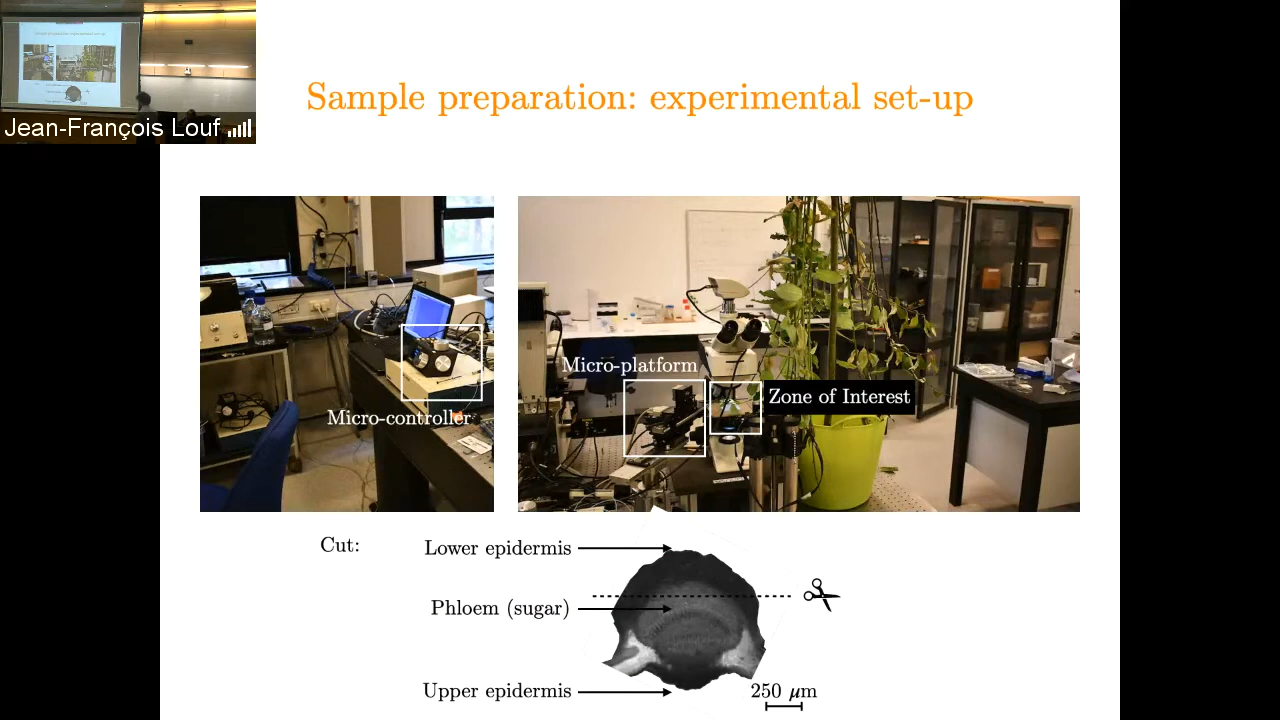 Sample preparation: experimental set-up
Jean-François Louf
Micro-controller
Micro-platform
Zone of Interest
Cut:
Lower epidermis
Phloem (sugar)
Upper epidermis
250 μm